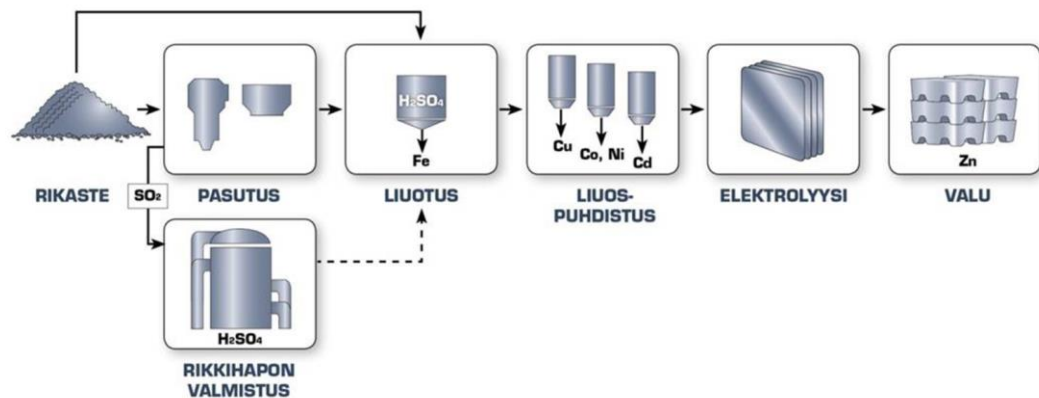 H₂SO₄
Fe
Cu
Co, Ni
Cd
Zn
RIKASTE
SO₂
PASUTUS
LIUOTUS
LIUOS-
PUHDISTUS
ELEKTROLYYSI
VALU
H₂SO₄
RIKKIHAPON
VALMISTUS